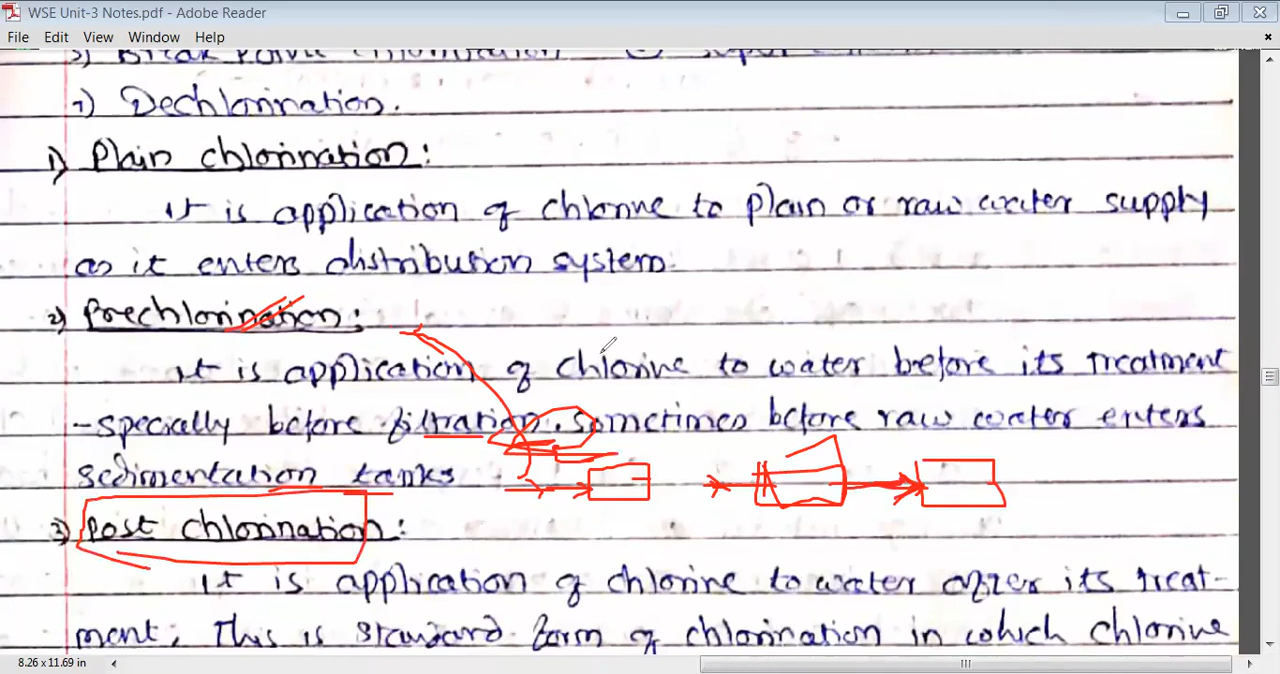 WSE Unit-3 Notes.pdf - Adobe Reader
File Edit View Window Help
5) Break Point chlorination
7) Dechlorination.
1) Plain chlorination:
It is application of chlorine to plain or raw water supply
as it enters distribution system.
2) Prechlorination:
It is application of chlorine to water before its treatment
-specially before filtration. Sometimes before raw water enters
sedimentation tanks
3) Post chlorination:
It is application of chlorine to water after its treat-
ment, This is standard form of chlorination in which chlorine
8.26 x 11.69 in